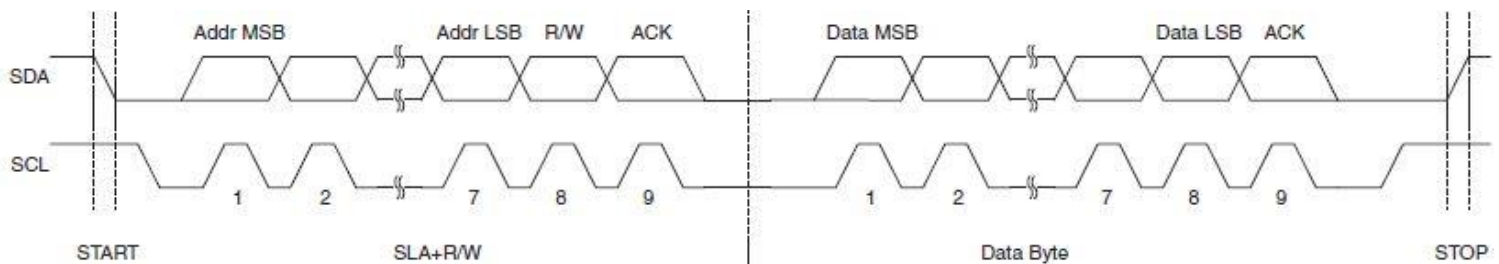 Addr MSB Addr LSB R/W ACK Data MSB Data LSB ACK
SDA
SCL
1 2 7 8 9 1 2 7 8 9
START SLA+R/W Data Byte STOP